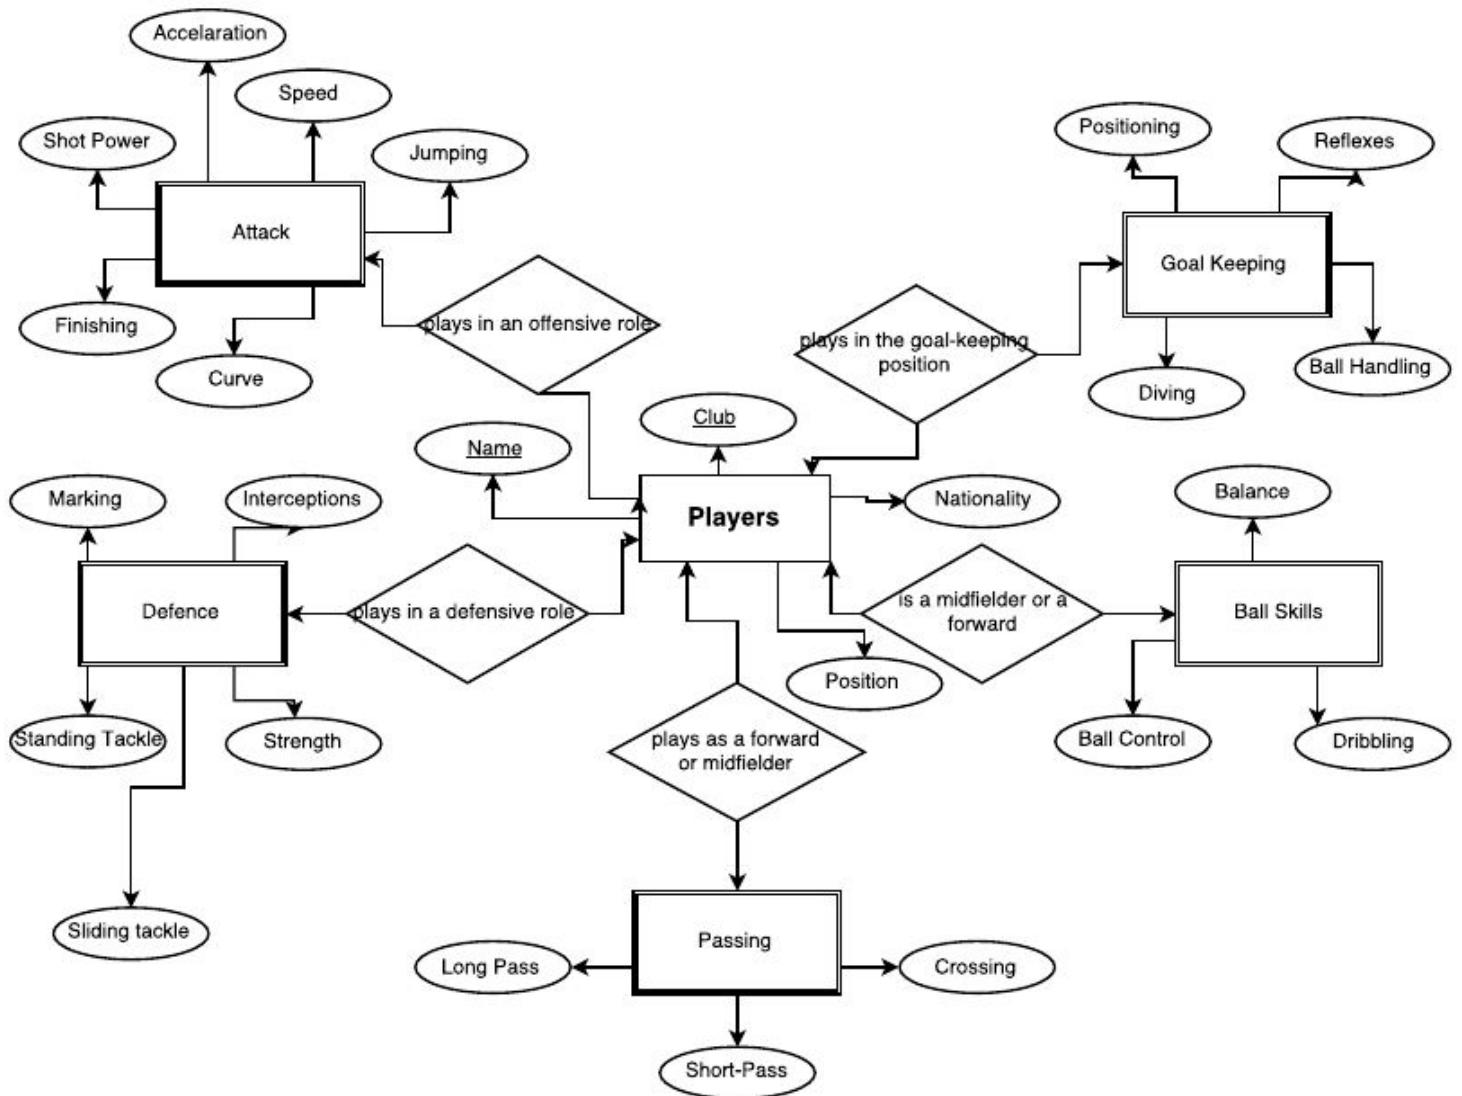 Accelaration
Speed
Shot Power
Jumping
Attack
Finishing
Curve
plays in an offensive role
Positioning
Reflexes
Goal Keeping
plays in the goal-keeping
position
Ball Handling
Diving
Club
Name
Players
Nationality
Position
Marking
Interceptions
Defence
plays in a defensive role
Standing Tackle
Strength
Sliding tackle
Balance
is a midfielder or a
forward
Ball Skills
Ball Control
Dribbling
plays as a forward
or midfielder
Passing
Long Pass
Crossing
Short-Pass